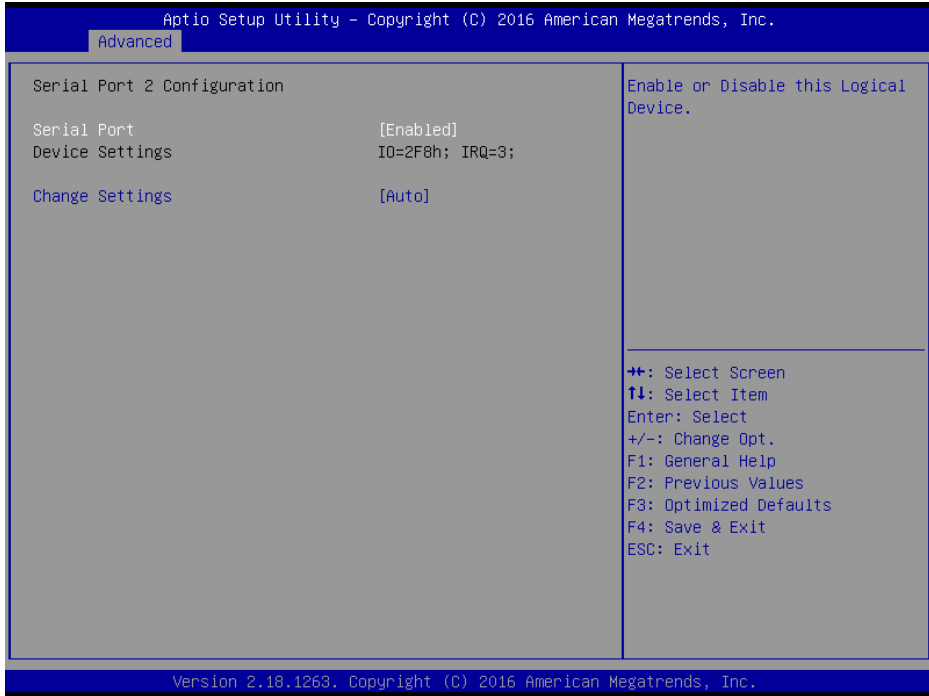 Aptio Setup Utility – Copyright (C) 2016 American Megatrends, Inc.
Advanced
Serial Port 2 Configuration
Serial Port [Enabled]
Device Settings IO=2F8h; IRQ=3;
Change Settings [Auto]
Enable or Disable this Logical
Device.
→←: Select Screen
↑↓: Select Item
Enter: Select
+/-: Change Opt.
F1: General Help
F2: Previous Values
F3: Optimized Defaults
F4: Save & Exit
ESC: Exit
Version 2.18.1263. Copyright (C) 2016 American Megatrends, Inc.